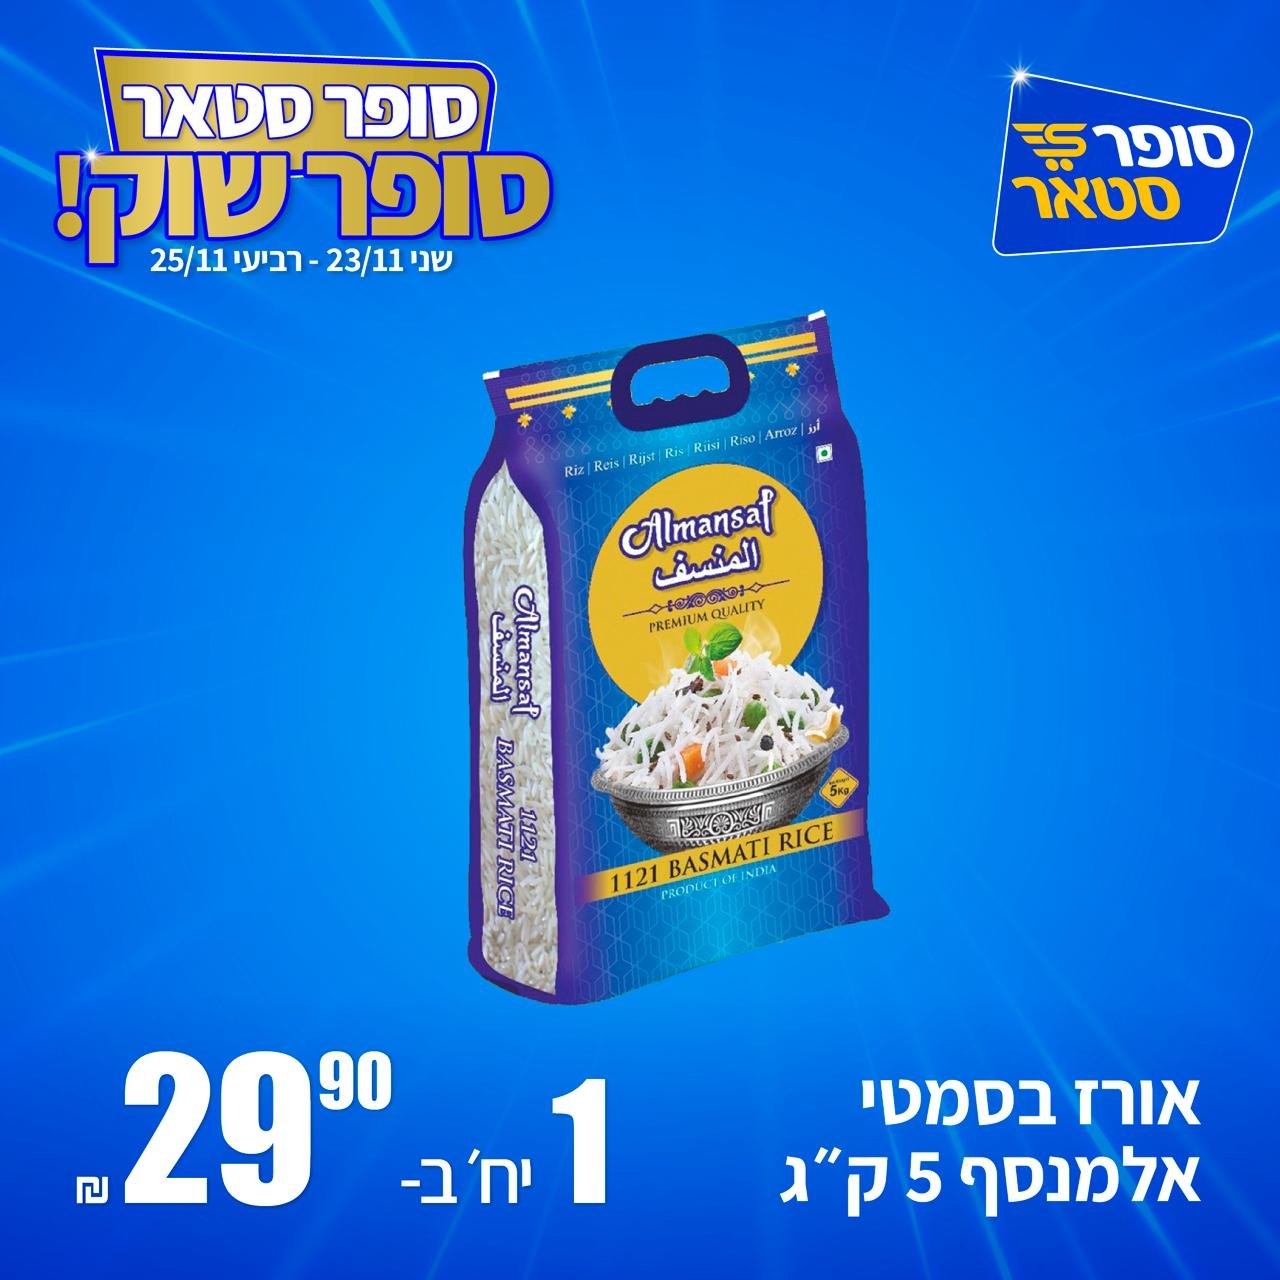 סופר סטאר
סופר שוק!
שני 23/11 - רביעי 25/11
סופר
סטאר
Riz | Reis | Rijst | Ris | Riisi | Riso | Arroz | أرز
Almansaf
المنسف
PREMIUM QUALITY
5Kg
1121 BASMATI RICE
PRODUCT OF INDIA
Almansaf
المنسف
1121
BASMATI RICE
אורז בסמטי
אלמנסף 5 ק״ג
1 יח׳ ב- 29.90 ₪